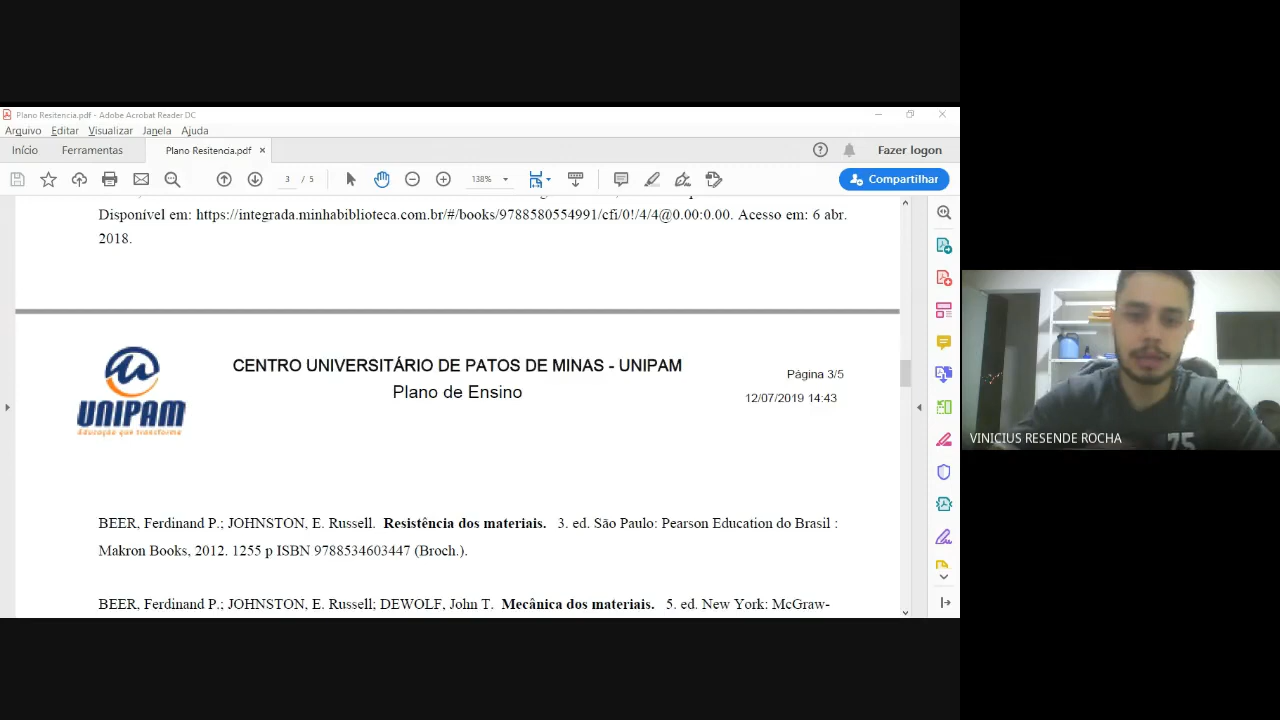 Plano Resitencia.pdf - Adobe Acrobat Reader DC
Arquivo Editar Visualizar Janela Ajuda
Início Ferramentas Plano Resitencia.pdf × Fazer logon
3 / 5 138% Compartilhar
Disponível em: https://integrada.minhabiblioteca.com.br/#/books/9788580554991/cfi/0!/4/4@0.00:0.00. Acesso em: 6 abr.
2018.
UNIPAM
Educação que transforma
CENTRO UNIVERSITÁRIO DE PATOS DE MINAS - UNIPAM
Plano de Ensino
Página 3/5
12/07/2019 14:43
BEER, Ferdinand P.; JOHNSTON, E. Russell. Resistência dos materiais. 3. ed. São Paulo: Pearson Education do Brasil :
Makron Books, 2012. 1255 p ISBN 9788534603447 (Broch.).
BEER, Ferdinand P.; JOHNSTON, E. Russell; DEWOLF, John T. Mecânica dos materiais. 5. ed. New York: McGraw-
75
VINICIUS RESENDE ROCHA